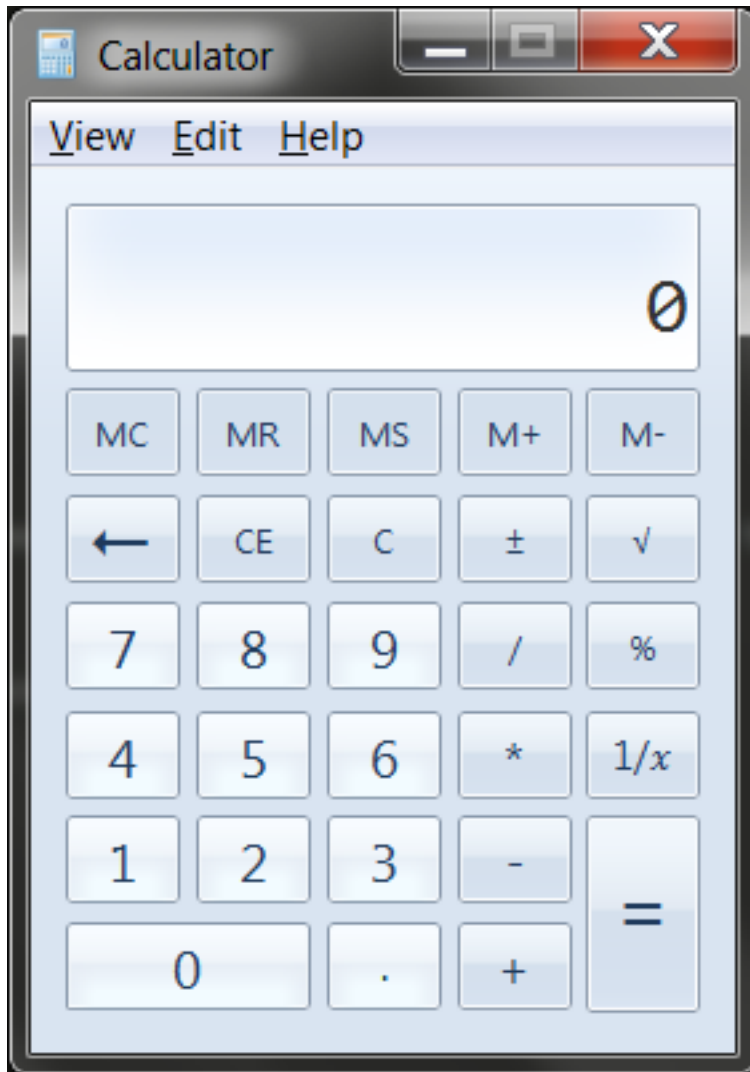 Calculator
View Edit Help
0
MC MR MS M+ M-
← CE C ± √
7 8 9 / %
4 5 6 * 1/x
1 2 3 - =
0 . +